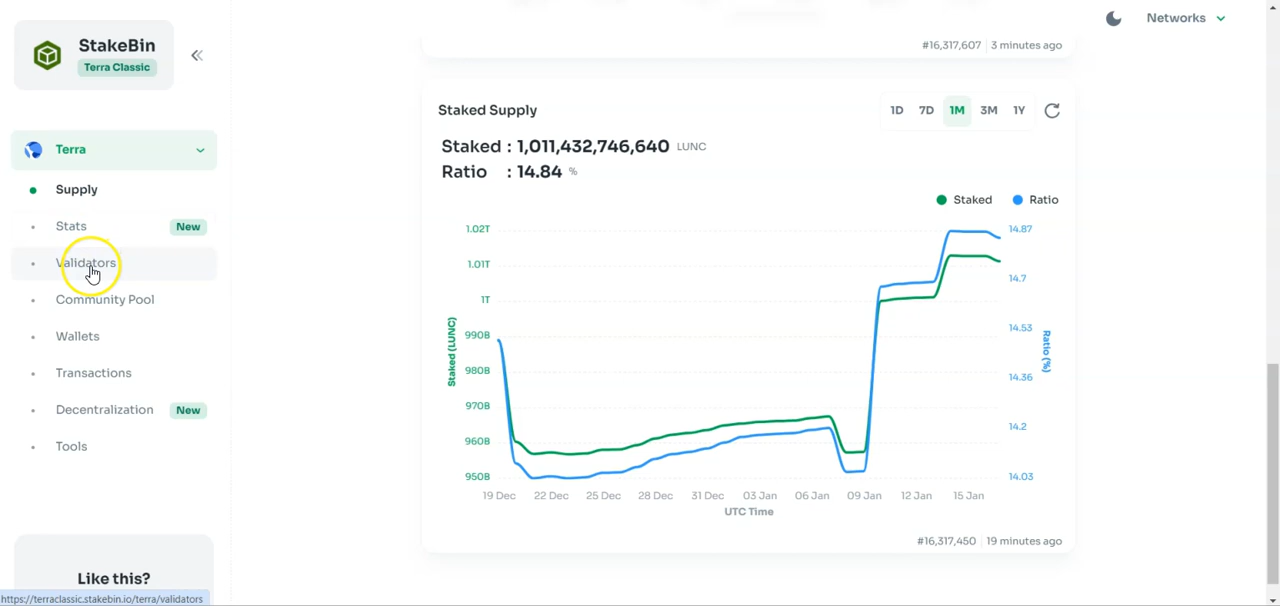 StakeBin
Terra Classic
Networks
#16,317,607 | 3 minutes ago
Terra
Supply
Stats New
Validators
Community Pool
Wallets
Transactions
Decentralization New
Tools
Like this?
https://terraclassic.stakebin.io/terra/validators
Staked Supply
1D 7D 1M 3M 1Y
Staked : 1,011,432,746,640 LUNC
Ratio : 14.84 %
Staked Ratio
1.02T
1.01T
1T
990B
980B
970B
960B
950B
Staked (LUNC)
14.87
14.7
14.53
14.36
14.2
14.03
Ratio (%)
19 Dec 22 Dec 25 Dec 28 Dec 31 Dec 03 Jan 06 Jan 09 Jan 12 Jan 15 Jan
UTC Time
#16,317,450 | 19 minutes ago